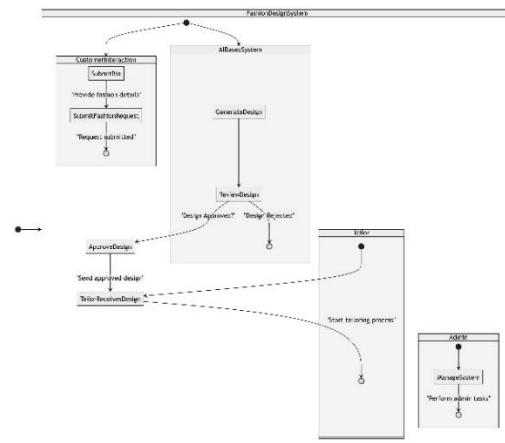 FashionDesignSystem
CustomerInteraction
SubmitBio
"Provide fashion details"
SubmitFashionRequest
"Request submitted"
AIBasedSystem
GenerateDesign
ReviewDesign
"Design Approved?"
"Design Rejected"
ApproveDesign
"Send approved design"
TailorReceivesDesign
Tailor
"Start tailoring process"
Admin
ManageSystem
"Perform admin tasks"